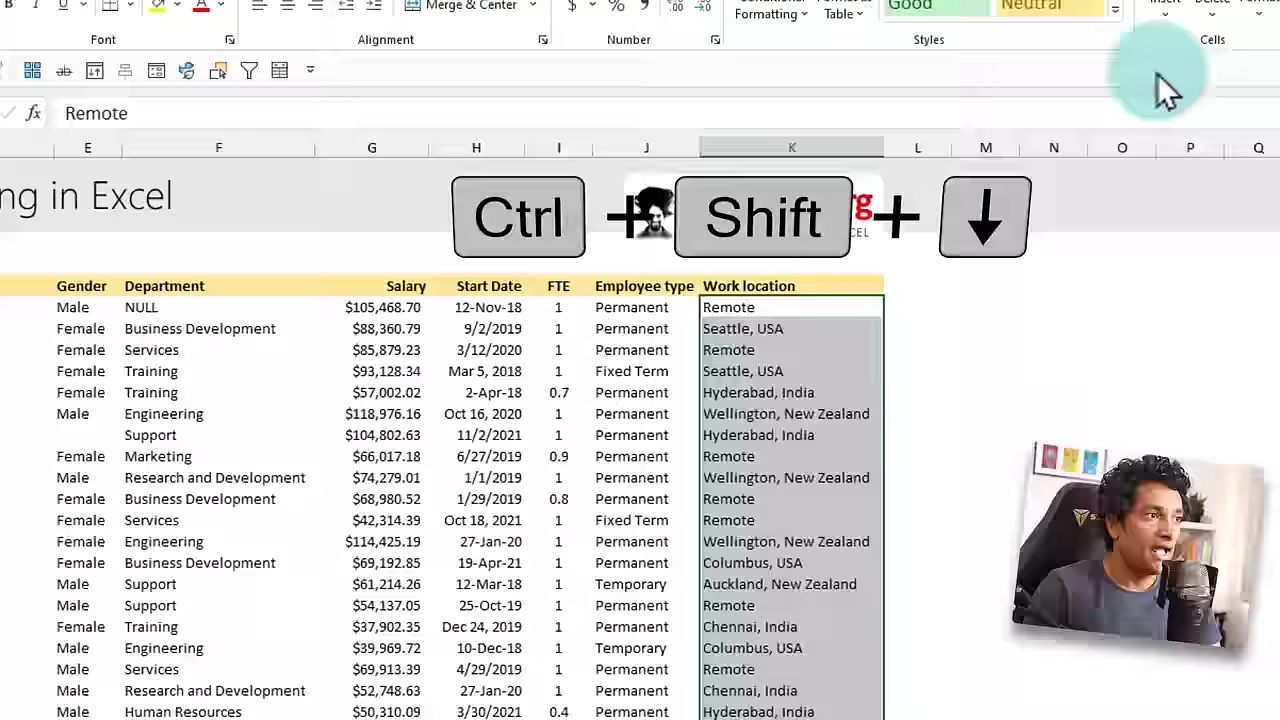 Merge & Center
$ % 9
Formatting Table
Good Neutral
Font Alignment Number Styles Cells
ab
fx Remote
E F G H I J K L M N O P Q
ng in Excel
Ctrl + Shift + ↓
Gender Department Salary Start Date FTE Employee type Work location
Male NULL $105,468.70 12-Nov-18 1 Permanent Remote
Female Business Development $88,360.79 9/2/2019 1 Permanent Seattle, USA
Female Services $85,879.23 3/12/2020 1 Permanent Remote
Female Training $93,128.34 Mar 5, 2018 1 Fixed Term Seattle, USA
Female Training $57,002.02 2-Apr-18 0.7 Permanent Hyderabad, India
Male Engineering $118,976.16 Oct 16, 2020 1 Permanent Wellington, New Zealand
Support $104,802.63 11/2/2021 1 Permanent Hyderabad, India
Female Marketing $66,017.18 6/27/2019 0.9 Permanent Remote
Male Research and Development $74,279.01 1/1/2019 1 Permanent Wellington, New Zealand
Female Business Development $68,980.52 1/29/2019 0.8 Permanent Remote
Female Services $42,314.39 Oct 18, 2021 1 Fixed Term Remote
Female Engineering $114,425.19 27-Jan-20 1 Permanent Wellington, New Zealand
Female Business Development $69,192.85 19-Apr-21 1 Permanent Columbus, USA
Male Support $61,214.26 12-Mar-18 1 Temporary Auckland, New Zealand
Male Support $54,137.05 25-Oct-19 1 Permanent Remote
Female Training $37,902.35 Dec 24, 2019 1 Permanent Chennai, India
Male Engineering $39,969.72 10-Dec-18 1 Temporary Columbus, USA
Male Services $69,913.39 4/29/2019 1 Permanent Remote
Male Research and Development $52,748.63 27-Jan-20 1 Permanent Chennai, India
Male Human Resources $50,310.09 3/30/2021 0.4 Permanent Hyderabad, India